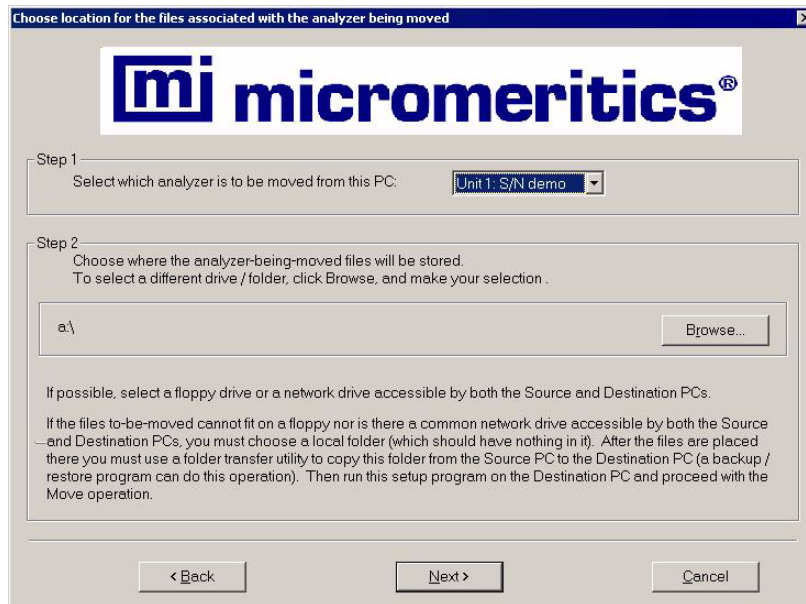 Choose location for the files associated with the analyzer being moved
mi micromeritics®
Step 1
Select which analyzer is to be moved from this PC:
Unit 1: S/N demo
Step 2
Choose where the analyzer-being-moved files will be stored.
To select a different drive / folder, click Browse, and make your selection .
a:\
Browse...
If possible, select a floppy drive or a network drive accessible by both the Source and Destination PCs.
If the files to-be-moved cannot fit on a floppy nor is there a common network drive accessible by both the Source
and Destination PCs, you must choose a local folder (which should have nothing in it). After the files are placed
there you must use a folder transfer utility to copy this folder from the Source PC to the Destination PC (a backup /
restore program can do this operation). Then run this setup program on the Destination PC and proceed with the
Move operation.
< Back
Next >
Cancel